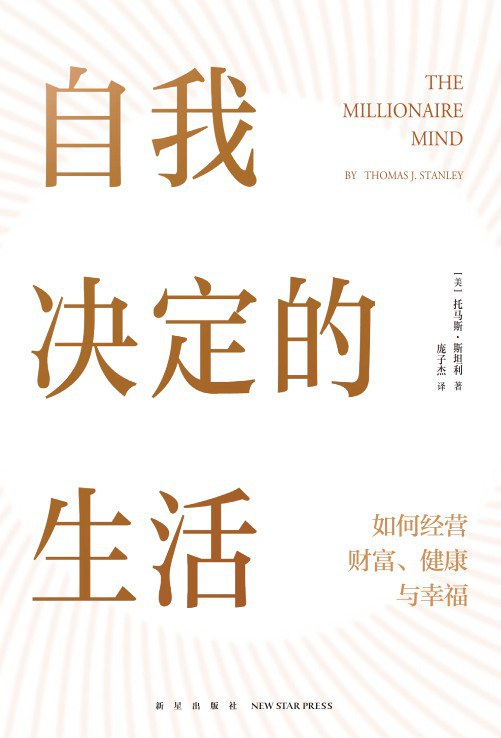 自我
决定的
生活
THE
MILLIONAIRE
MIND
BY THOMAS J. STANLEY
[美]托马斯·斯坦利 著
庞子杰 译
如何经营
财富、健康
与幸福
新星出版社 NEW STAR PRESS